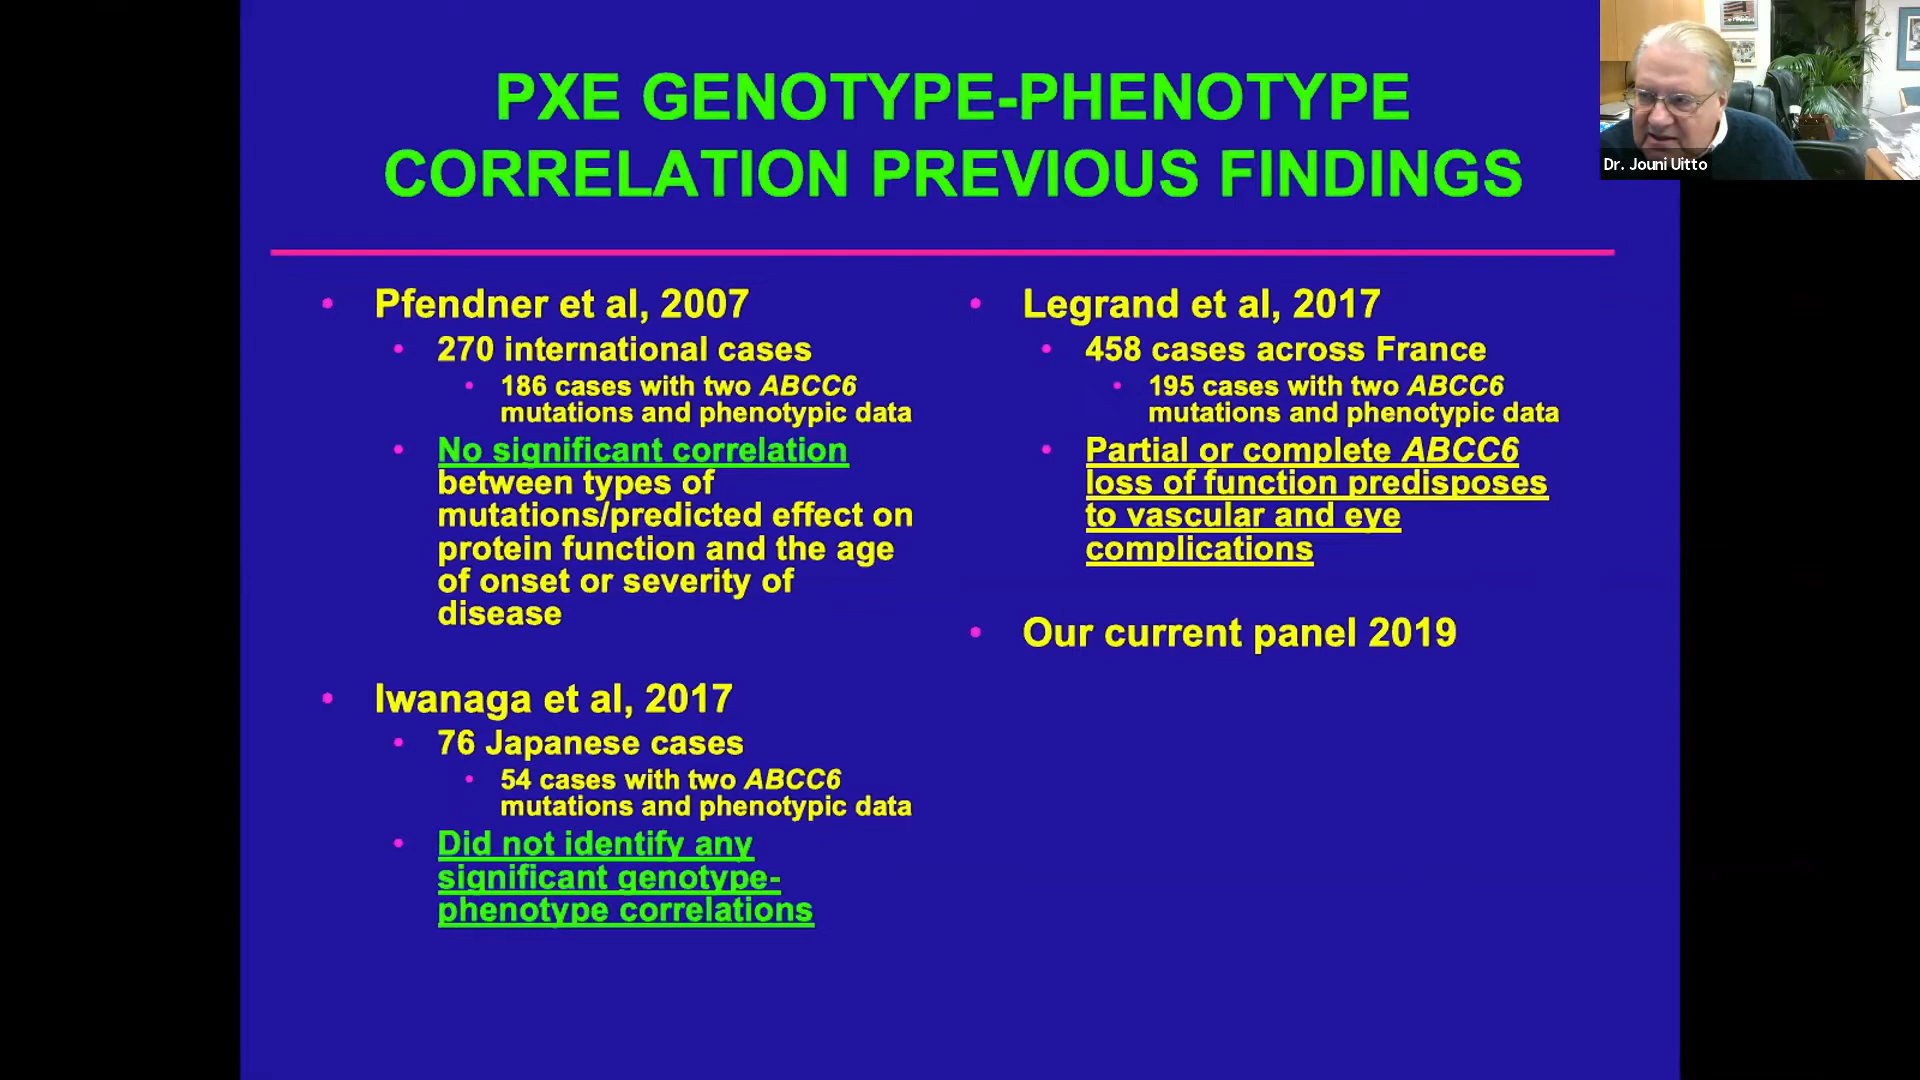 PXE GENOTYPE-PHENOTYPE
CORRELATION PREVIOUS FINDINGS
Dr. Jouni Uitto
• Pfendner et al, 2007
• 270 international cases
• 186 cases with two ABCC6
mutations and phenotypic data
• No significant correlation
between types of
mutations/predicted effect on
protein function and the age
of onset or severity of
disease
• Iwanaga et al, 2017
• 76 Japanese cases
• 54 cases with two ABCC6
mutations and phenotypic data
• Did not identify any
significant genotype-
phenotype correlations
• Legrand et al, 2017
• 458 cases across France
• 195 cases with two ABCC6
mutations and phenotypic data
• Partial or complete ABCC6
loss of function predisposes
to vascular and eye
complications
• Our current panel 2019